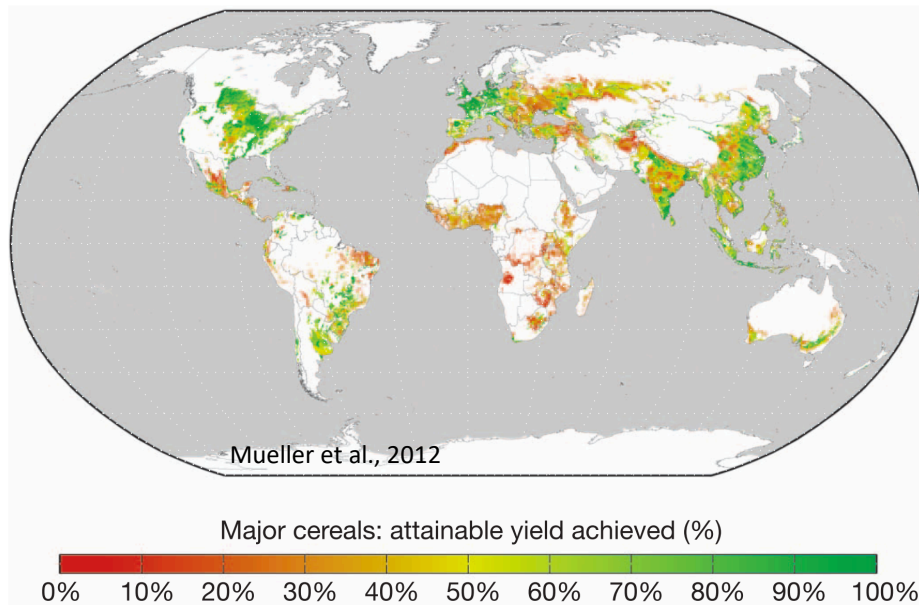 Mueller et al., 2012
Major cereals: attainable yield achieved (%)
0% 10% 20% 30% 40% 50% 60% 70% 80% 90% 100%